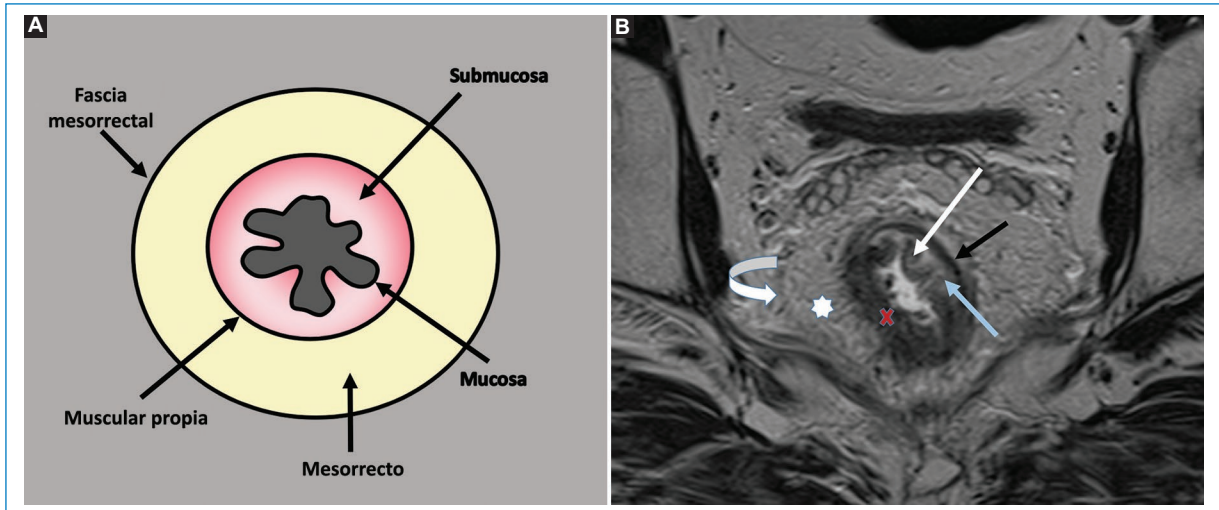 A
B
Submucosa
Fascia
mesorrectal
Mucosa
Muscular propia
Mesorrecto
X